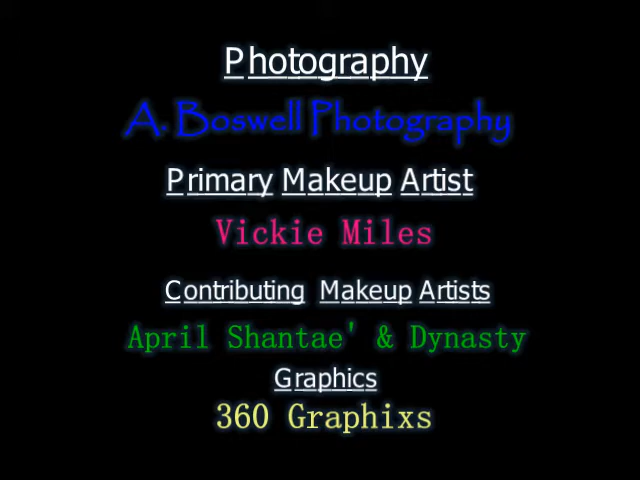 Photography
A. Boswell Photography
Primary Makeup Artist
Vickie Miles
Contributing Makeup Artists
April Shantae' & Dynasty
Graphics
360 Graphixs